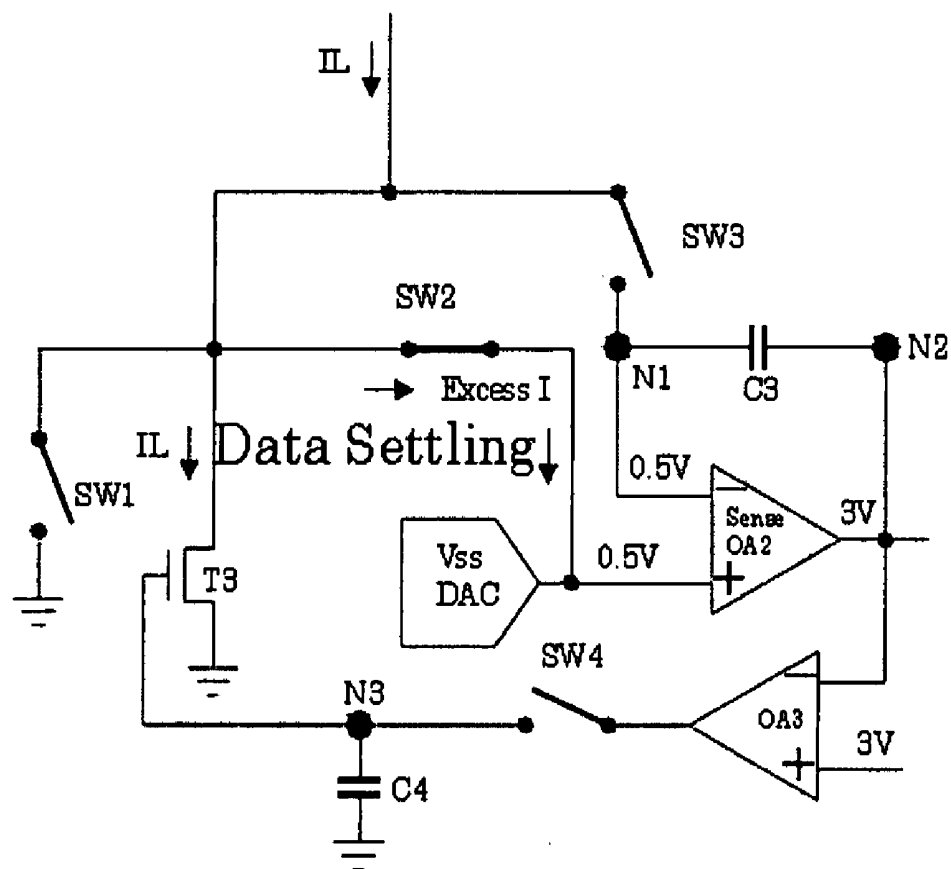 IL
SW3
SW2
N1
C3
N2
Excess I
IL
Data Settling
SW1
0.5V
Sense
OA2
3V
T3
Vss
DAC
0.5V
SW4
N3
OA3
3V
C4